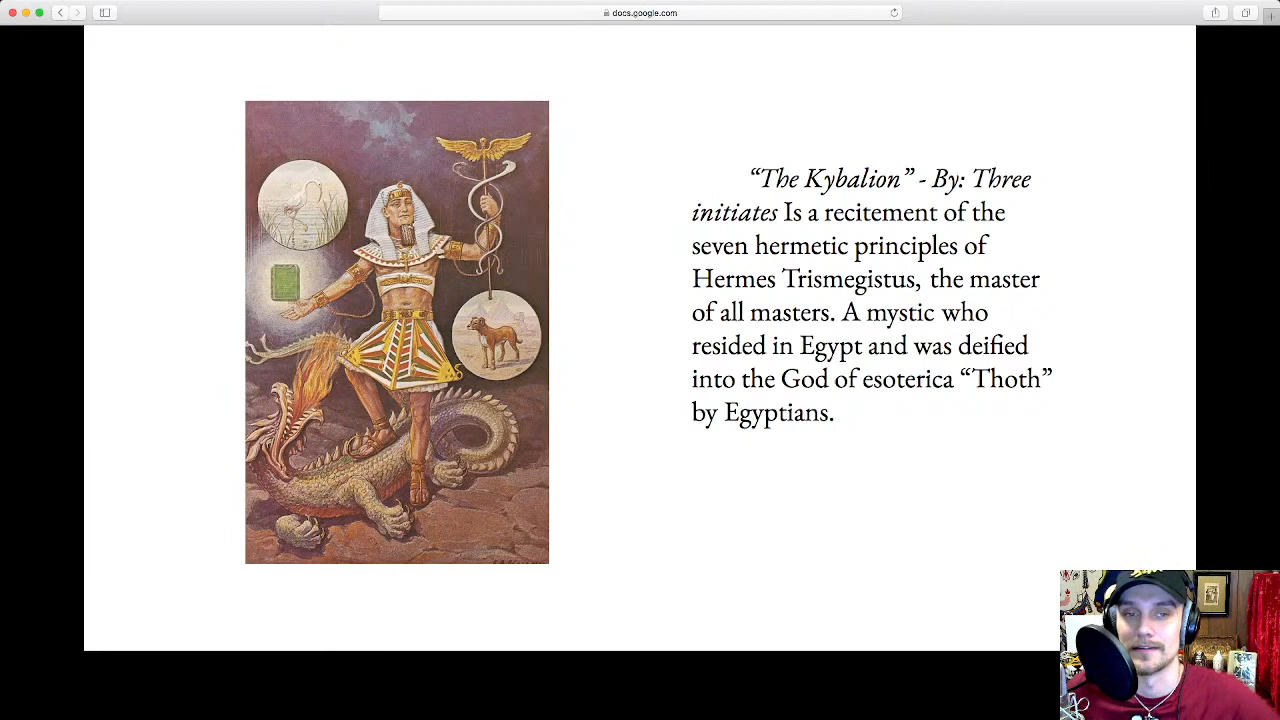 docs.google.com
“The Kybalion” - By: Three
initiates Is a recitement of the
seven hermetic principles of
Hermes Trismegistus, the master
of all masters. A mystic who
resided in Egypt and was deified
into the God of esoterica “Thoth”
by Egyptians.